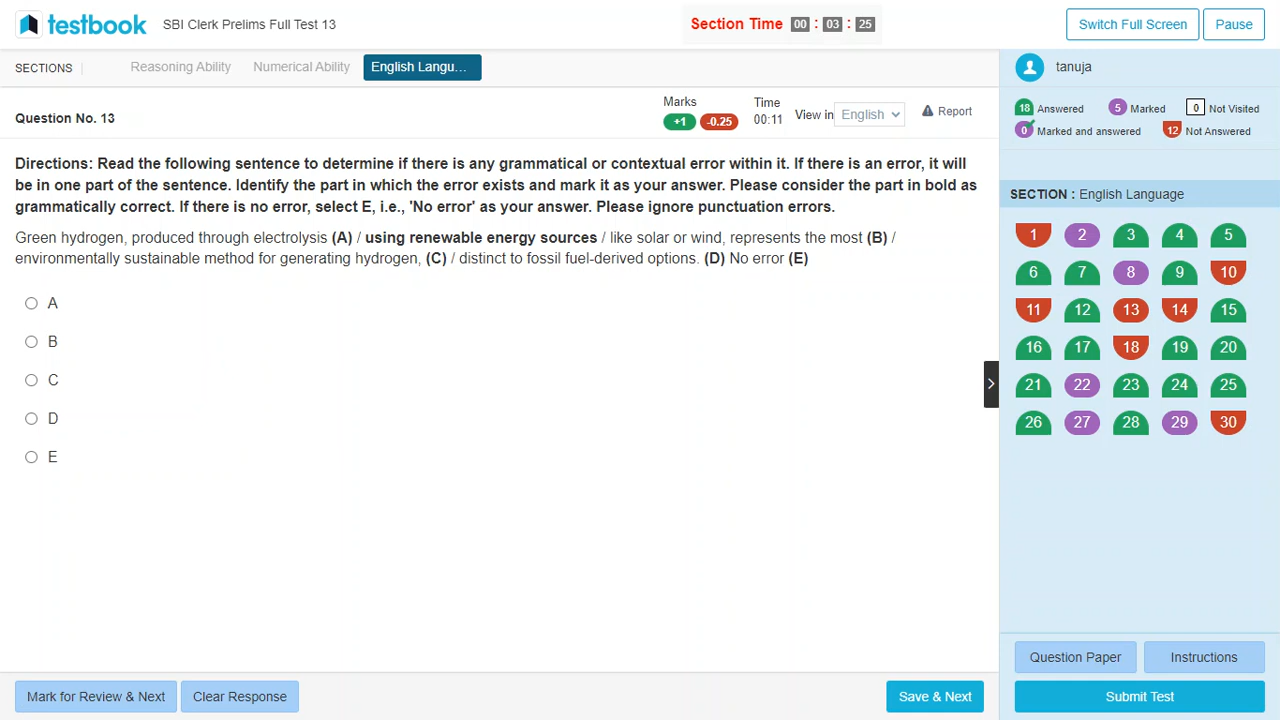 testbook
SBI Clerk Prelims Full Test 13
Section Time 00 : 03 : 25
Switch Full Screen
Pause
SECTIONS
Reasoning Ability
Numerical Ability
English Langu...
tanuja
18 Answered
5 Marked
0 Not Visited
0 Marked and answered
12 Not Answered
Question No. 13
Marks
+1 -0.25
Time
00:11
View in English
Report
Directions: Read the following sentence to determine if there is any grammatical or contextual error within it. If there is an error, it will
be in one part of the sentence. Identify the part in which the error exists and mark it as your answer. Please consider the part in bold as
grammatically correct. If there is no error, select E, i.e., 'No error' as your answer. Please ignore punctuation errors.
Green hydrogen, produced through electrolysis (A) / using renewable energy sources / like solar or wind, represents the most (B) /
environmentally sustainable method for generating hydrogen, (C) / distinct to fossil fuel-derived options. (D) No error (E)
A
B
C
D
E
SECTION : English Language
1 2 3 4 5
6 7 8 9 10
11 12 13 14 15
16 17 18 19 20
21 22 23 24 25
26 27 28 29 30
Question Paper
Instructions
Mark for Review & Next
Clear Response
Save & Next
Submit Test